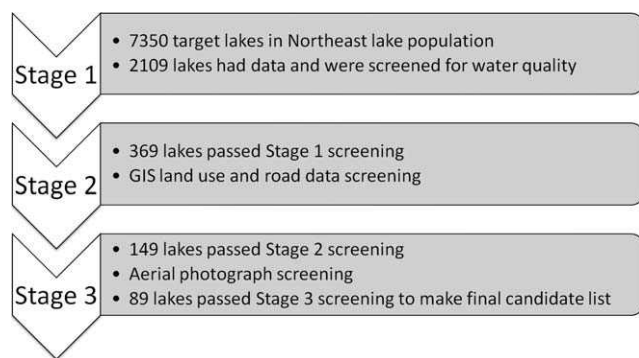 Stage 1
• 7350 target lakes in Northeast lake population
• 2109 lakes had data and were screened for water quality
Stage 2
• 369 lakes passed Stage 1 screening
• GIS land use and road data screening
Stage 3
• 149 lakes passed Stage 2 screening
• Aerial photograph screening
• 89 lakes passed Stage 3 screening to make final candidate list